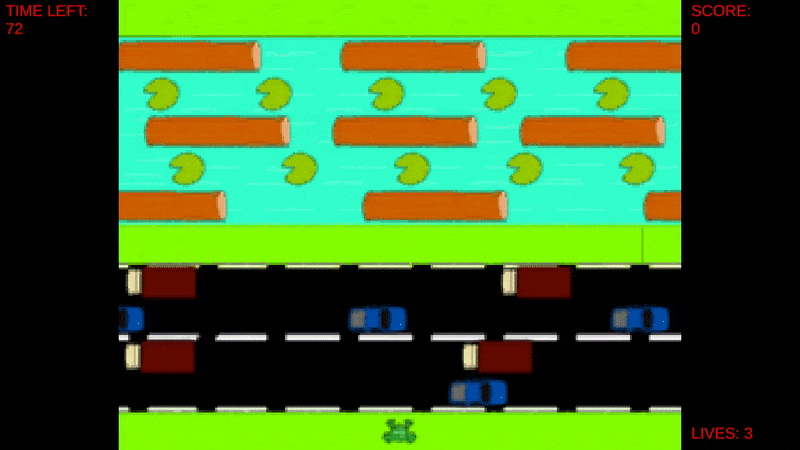 TIME LEFT:
72
SCORE:
0
LIVES: 3